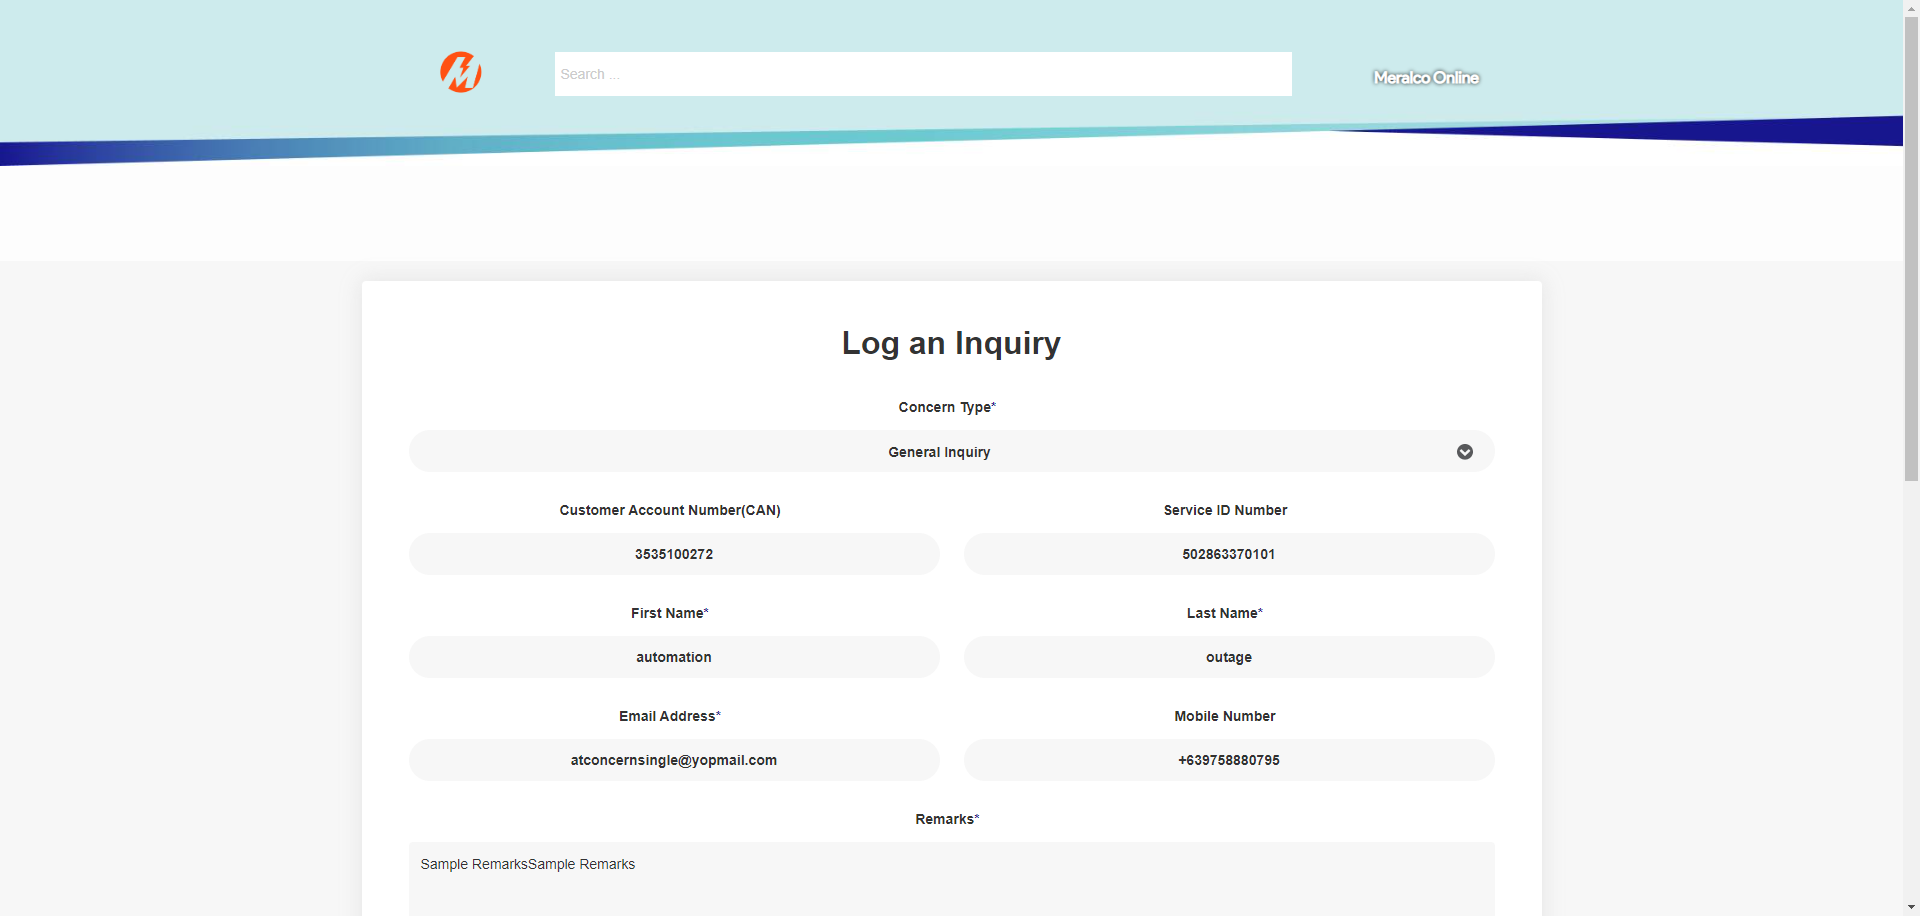 Search ...
Meralco Online
Log an Inquiry
Concern Type*
General Inquiry
Customer Account Number(CAN)
Service ID Number
3535100272
502863370101
First Name*
Last Name*
automation
outage
Email Address*
Mobile Number
atconcernsingle@yopmail.com
+639758880795
Remarks*
Sample RemarksSample Remarks